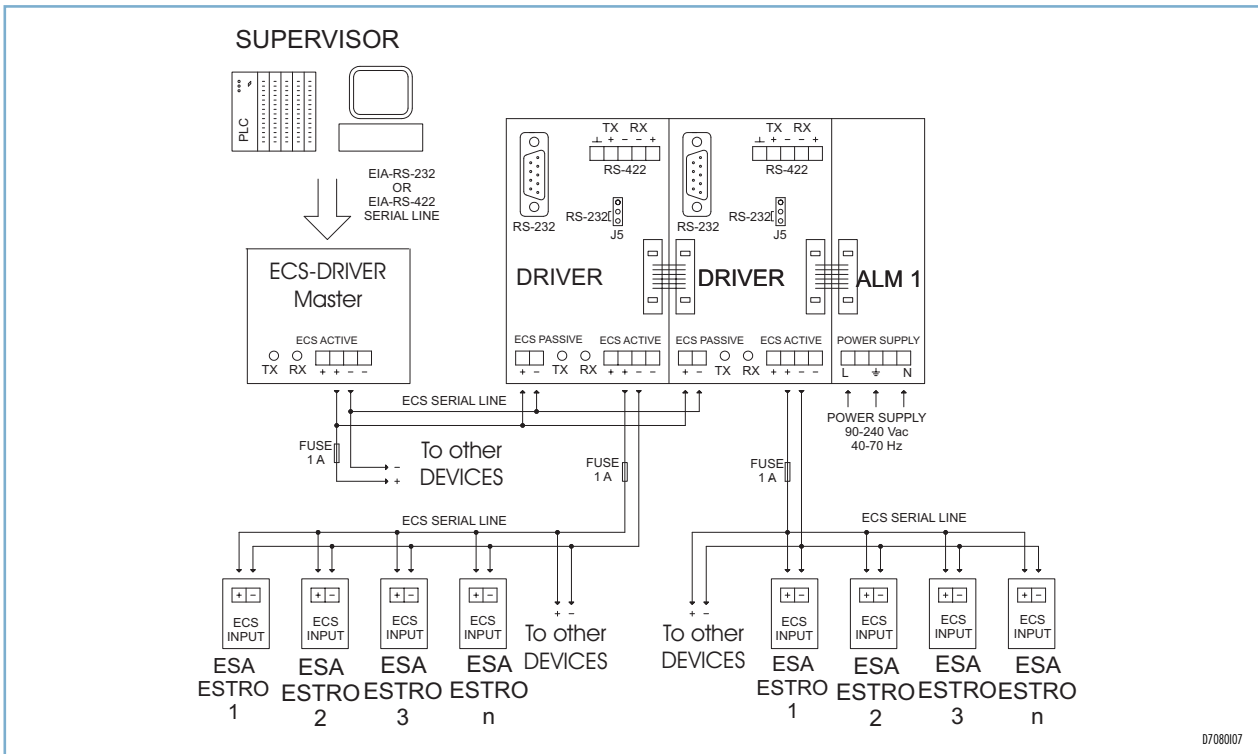 SUPERVISOR
PLC
EIA-RS-232
OR
EIA-RS-422
SERIAL LINE
ECS-DRIVER
Master
ECS ACTIVE
TX RX + + − −
TX RX
⊥ + − − +
RS-422
RS-232
RS-232
J5
DRIVER
ECS PASSIVE
+ −
TX RX
ECS ACTIVE
+ + − −
TX RX
⊥ + − − +
RS-422
RS-232
RS-232
J5
DRIVER
ECS PASSIVE
+ −
TX RX
ECS ACTIVE
+ + − −
ALM 1
POWER SUPPLY
L ⏚ N
POWER SUPPLY
90-240 Vac
40-70 Hz
ECS SERIAL LINE
FUSE
1 A
−
+
To other
DEVICES
FUSE
1 A
FUSE
1 A
ECS SERIAL LINE
ECS SERIAL LINE
+ −
ECS
INPUT
ESA
ESTRO
1
+ −
ECS
INPUT
ESA
ESTRO
2
+ −
ECS
INPUT
ESA
ESTRO
3
+ −
ECS
INPUT
ESA
ESTRO
n
+ −
To other
DEVICES
+ −
To other
DEVICES
+ −
ECS
INPUT
ESA
ESTRO
1
+ −
ECS
INPUT
ESA
ESTRO
2
+ −
ECS
INPUT
ESA
ESTRO
3
+ −
ECS
INPUT
ESA
ESTRO
n
D7080I07